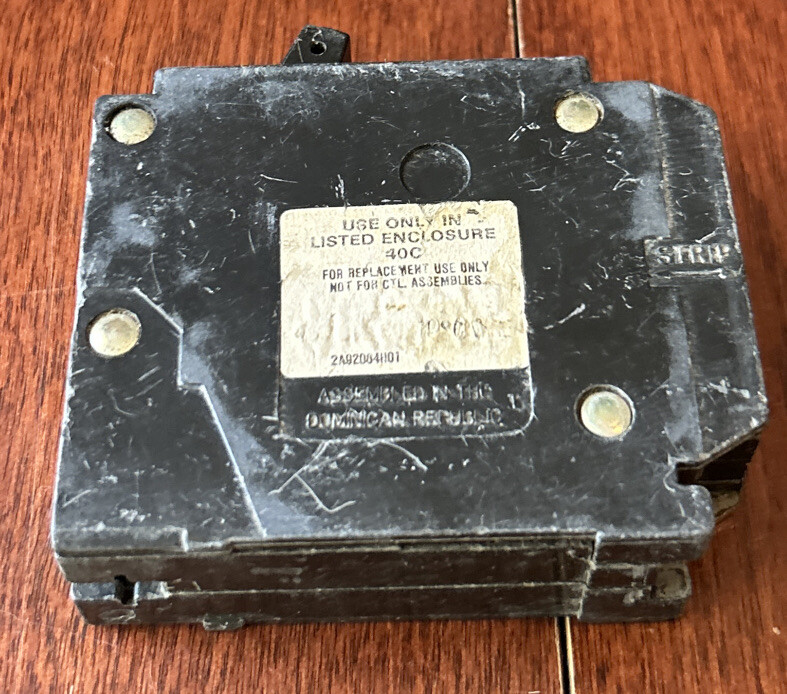 USE ONLY IN
LISTED ENCLOSURE
40C
FOR REPLACEMENT USE ONLY
NOT FOR CTL. ASSEMBLIES
2A92084H01
ASSEMBLED IN THE
DOMINICAN REPUBLIC
STRIP